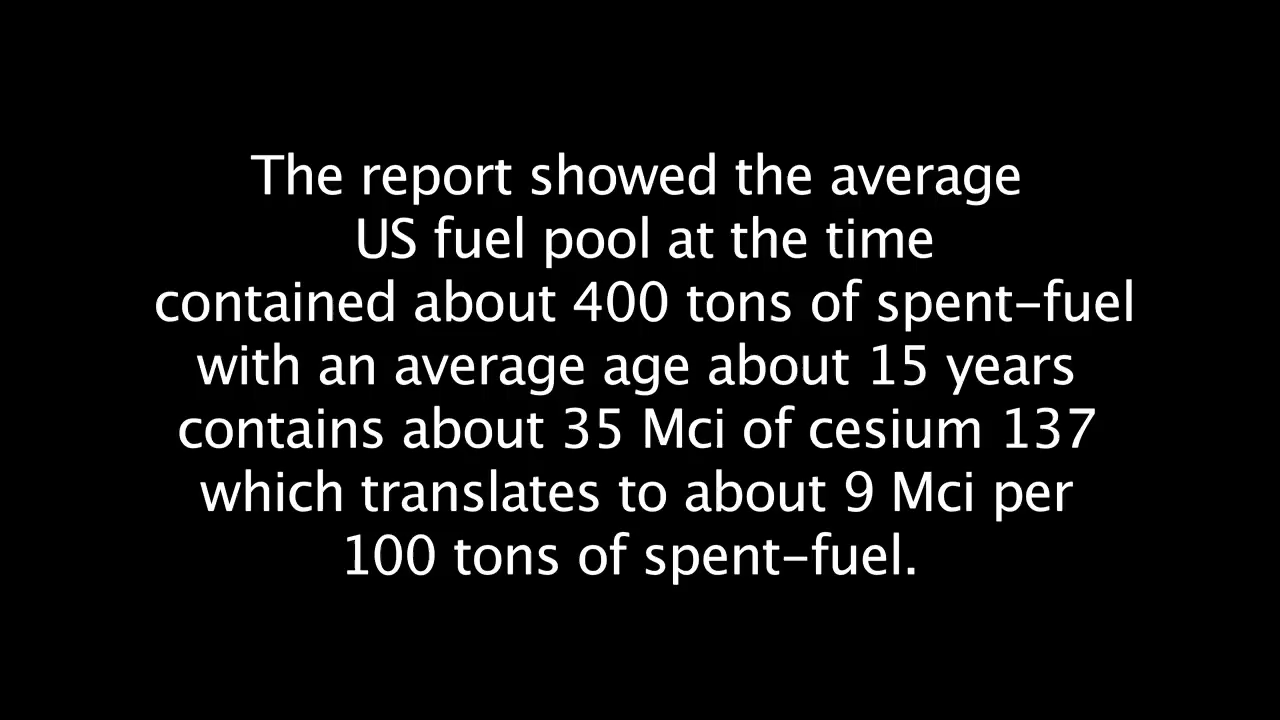 The report showed the average
US fuel pool at the time
contained about 400 tons of spent-fuel
with an average age about 15 years
contains about 35 Mci of cesium 137
which translates to about 9 Mci per
100 tons of spent-fuel.